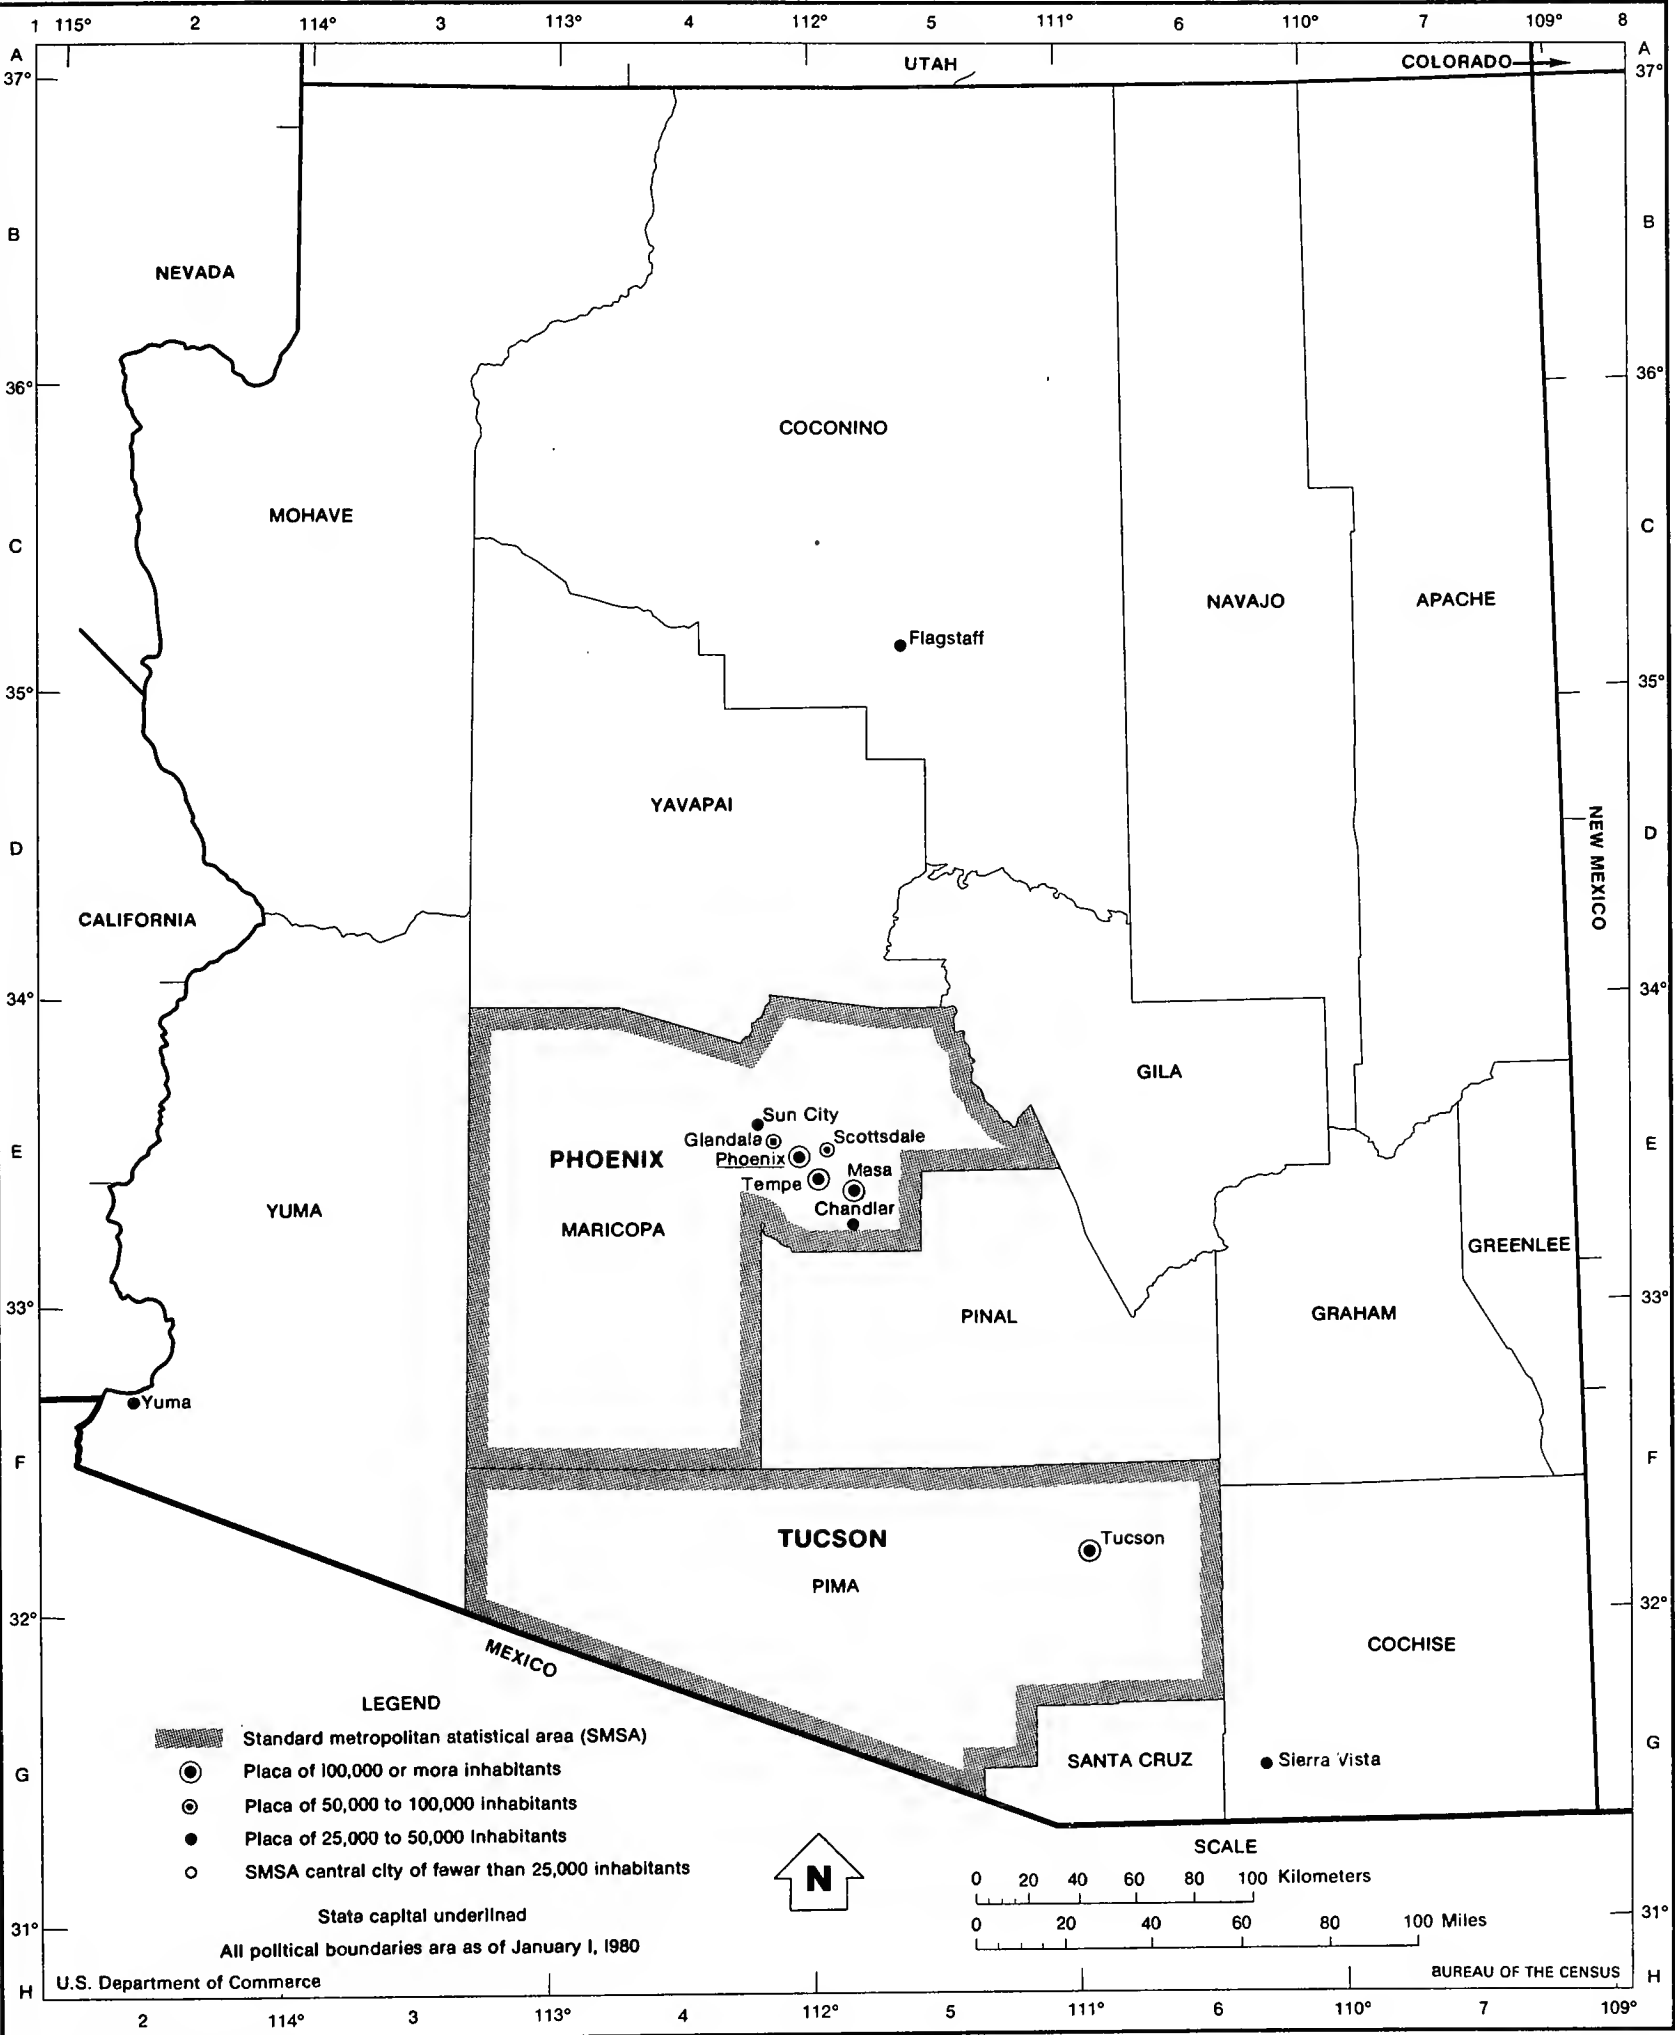 1 115° 2 114° 3 113° 4 112° 5 111° 6 110° 7 109° 8
A A
37° 37°
UTAH
COLORADO
B B
NEVADA
36° 36°
COCONINO
MOHAVE
C C
NAVAJO
APACHE
Flagstaff
35° 35°
YAVAPAI
D D
NEW MEXICO
CALIFORNIA
34° 34°
GILA
Sun City
Glandala
Scottsdale
E E
PHOENIX
Phoenix
Masa
Tempe
Chandlar
YUMA
MARICOPA
GREENLEE
33° 33°
PINAL
GRAHAM
Yuma
F F
TUCSON
Tucson
PIMA
32° 32°
COCHISE
MEXICO
LEGEND
Standard metropolitan statistical araa (SMSA)
Placa of 100,000 or mora inhabitants
Placa of 50,000 to 100,000 inhabitants
Placa of 25,000 to 50,000 Inhabitants
SMSA cantral city of fawar than 25,000 inhabitants
G G
SANTA CRUZ
Sierra Vista
N
SCALE
0 20 40 60 80 100 Kilometers
0 20 40 60 80 100 Miles
Stata capital underlinad
31° 31°
All political boundaries ara as of January 1, 1980
U.S. Department of Commarca
BUREAU OF THE CENSUS
H H
2 114° 3 113° 4 112° 5 111° 6 110° 7 109°